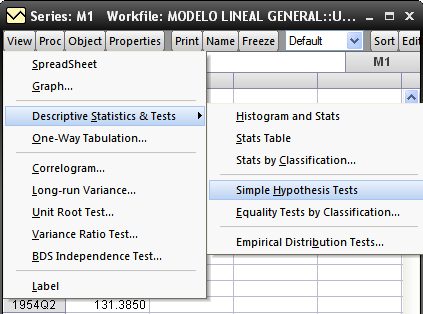 Series: M1 Workfile: MODELO LINEAL GENERAL::U...
View Proc Object Properties Print Name Freeze Default Sort Edit
M1
SpreadSheet
Graph...
Descriptive Statistics & Tests
One-Way Tabulation...
Correlogram...
Long-run Variance...
Unit Root Test...
Variance Ratio Test...
BDS Independence Test...
Label
Histogram and Stats
Stats Table
Stats by Classification...
Simple Hypothesis Tests
Equality Tests by Classification...
Empirical Distribution Tests...
1954Q2 131.3850